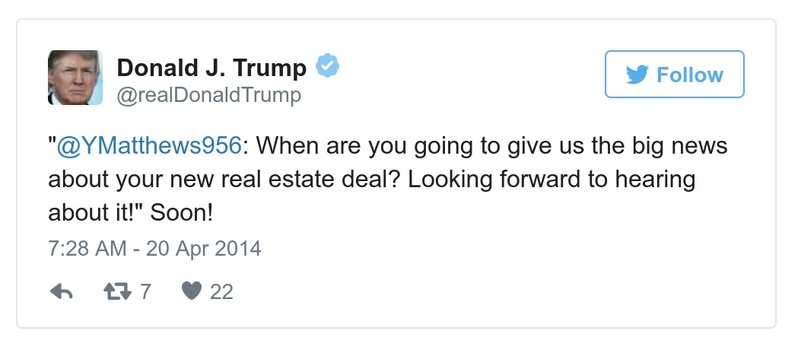 Donald J. Trump
@realDonaldTrump
Follow
"@YMatthews956: When are you going to give us the big news
about your new real estate deal? Looking forward to hearing
about it!" Soon!
7:28 AM - 20 Apr 2014
7 22